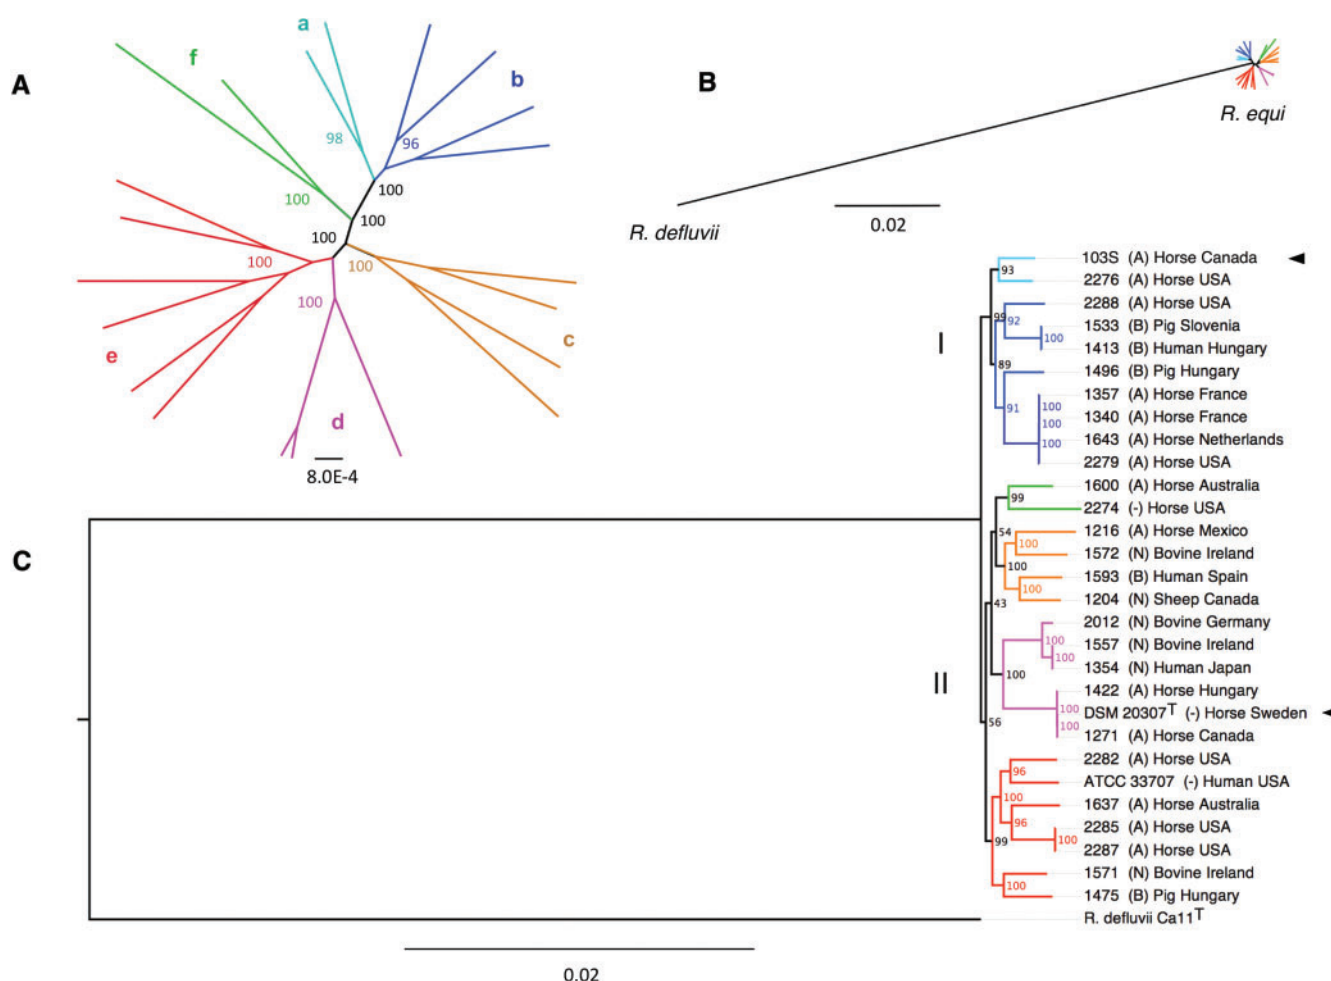 A
a
b
c
d
e
f
98
96
100
100
100
100
100
100
100
8.0E-4
B
R. equi
R. defluvii
0.02
C
I
II
103S (A) Horse Canada
2276 (A) Horse USA
2288 (A) Horse USA
1533 (B) Pig Slovenia
1413 (B) Human Hungary
1496 (B) Pig Hungary
1357 (A) Horse France
1340 (A) Horse France
1643 (A) Horse Netherlands
2279 (A) Horse USA
1600 (A) Horse Australia
2274 (-) Horse USA
1216 (A) Horse Mexico
1572 (N) Bovine Ireland
1593 (B) Human Spain
1204 (N) Sheep Canada
2012 (N) Bovine Germany
1557 (N) Bovine Ireland
1354 (N) Human Japan
1422 (A) Horse Hungary
DSM 20307T (-) Horse Sweden
1271 (A) Horse Canada
2282 (A) Horse USA
ATCC 33707 (-) Human USA
1637 (A) Horse Australia
2285 (A) Horse USA
2287 (A) Horse USA
1571 (N) Bovine Ireland
1475 (B) Pig Hungary
R. defluvii Ca11T
93
99
92
100
89
91
100
100
100
99
54
100
100
100
43
100
100
100
100
100
56
96
100
96
100
99
100
0.02